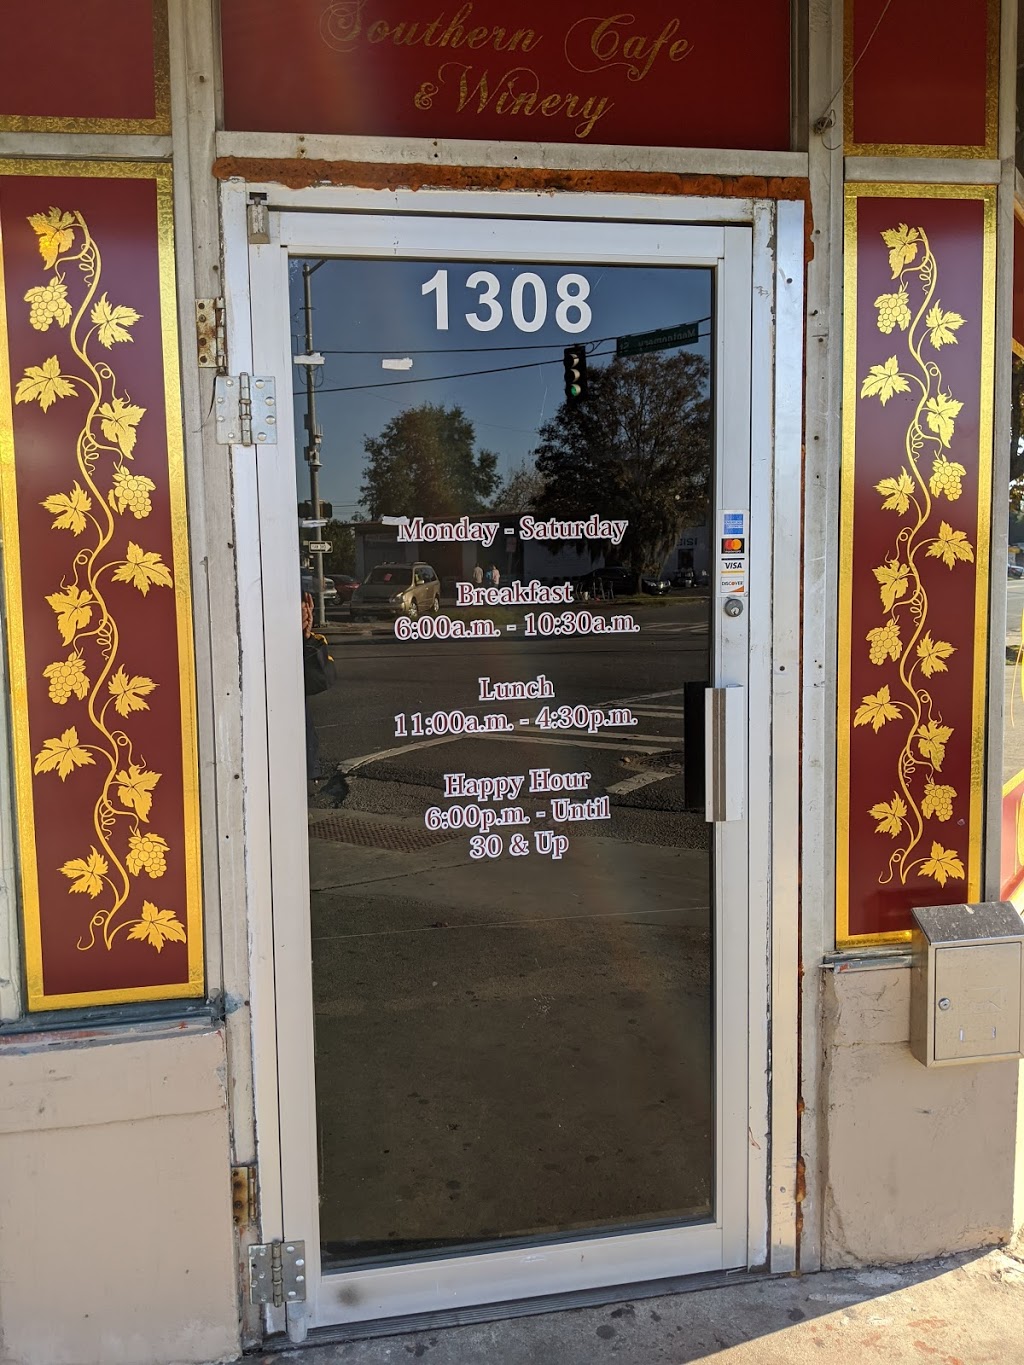 Southern Cafe
& Winery
1308
Montgomery
Monday - Saturday
Breakfast
6:00a.m. - 10:30a.m.
Lunch
11:00a.m. - 4:30p.m.
Happy Hour
6:00p.m. - Until
30 & Up
VISA
DISCOVER